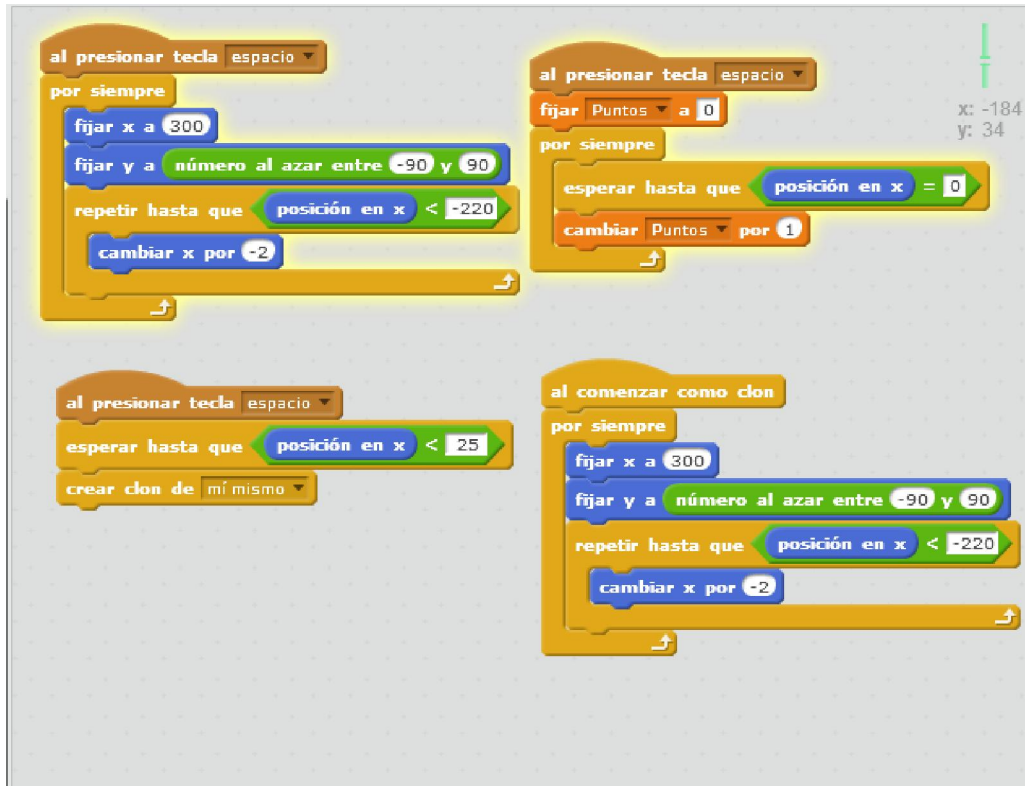 al presionar tecla espacio
por siempre
fijar x a 300
fijar y a número al azar entre -90 y 90
repetir hasta que posición en x < -220
cambiar x por -2
al presionar tecla espacio
fijar Puntos a 0
por siempre
esperar hasta que posición en x = 0
cambiar Puntos por 1
x: -184
y: 34
al presionar tecla espacio
esperar hasta que posición en x < 25
crear clon de mí mismo
al comenzar como clon
por siempre
fijar x a 300
fijar y a número al azar entre -90 y 90
repetir hasta que posición en x < -220
cambiar x por -2